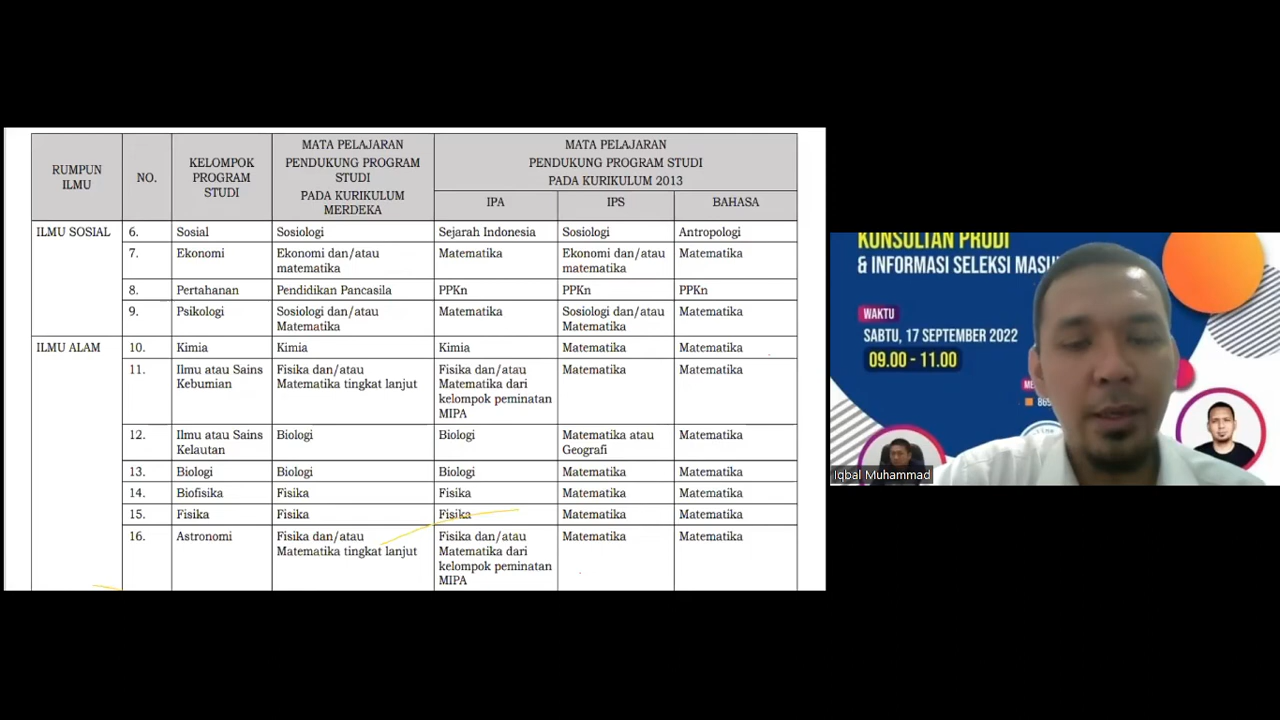 RUMPUN
ILMU
NO.
KELOMPOK
PROGRAM
STUDI
MATA PELAJARAN
PENDUKUNG PROGRAM
STUDI
PADA KURIKULUM
MERDEKA
MATA PELAJARAN
PENDUKUNG PROGRAM STUDI
PADA KURIKULUM 2013
IPA
IPS
BAHASA
ILMU SOSIAL
6.
Sosial
Sosiologi
Sejarah Indonesia
Sosiologi
Antropologi
7.
Ekonomi
Ekonomi dan/atau
matematika
Matematika
Ekonomi dan/atau
matematika
Matematika
8.
Pertahanan
Pendidikan Pancasila
PPKn
PPKn
PPKn
9.
Psikologi
Sosiologi dan/atau
Matematika
Matematika
Sosiologi dan/atau
Matematika
Matematika
ILMU ALAM
10.
Kimia
Kimia
Kimia
Matematika
Matematika
11.
Ilmu atau Sains
Kebumian
Fisika dan/atau
Matematika tingkat lanjut
Fisika dan/atau
Matematika dari
kelompok peminatan
MIPA
Matematika
Matematika
12.
Ilmu atau Sains
Kelautan
Biologi
Biologi
Matematika atau
Geografi
Matematika
13.
Biologi
Biologi
Biologi
Matematika
Matematika
14.
Biofisika
Fisika
Fisika
Matematika
Matematika
15.
Fisika
Fisika
Fisika
Matematika
Matematika
16.
Astronomi
Fisika dan/atau
Matematika tingkat lanjut
Fisika dan/atau
Matematika dari
kelompok peminatan
MIPA
Matematika
Matematika
KONSULTAN PRODI
& INFORMASI SELEKSI
WAKTU
SABTU, 17 SEPTEMBER 2022
09.00 - 11.00
Iqbal Muhammad